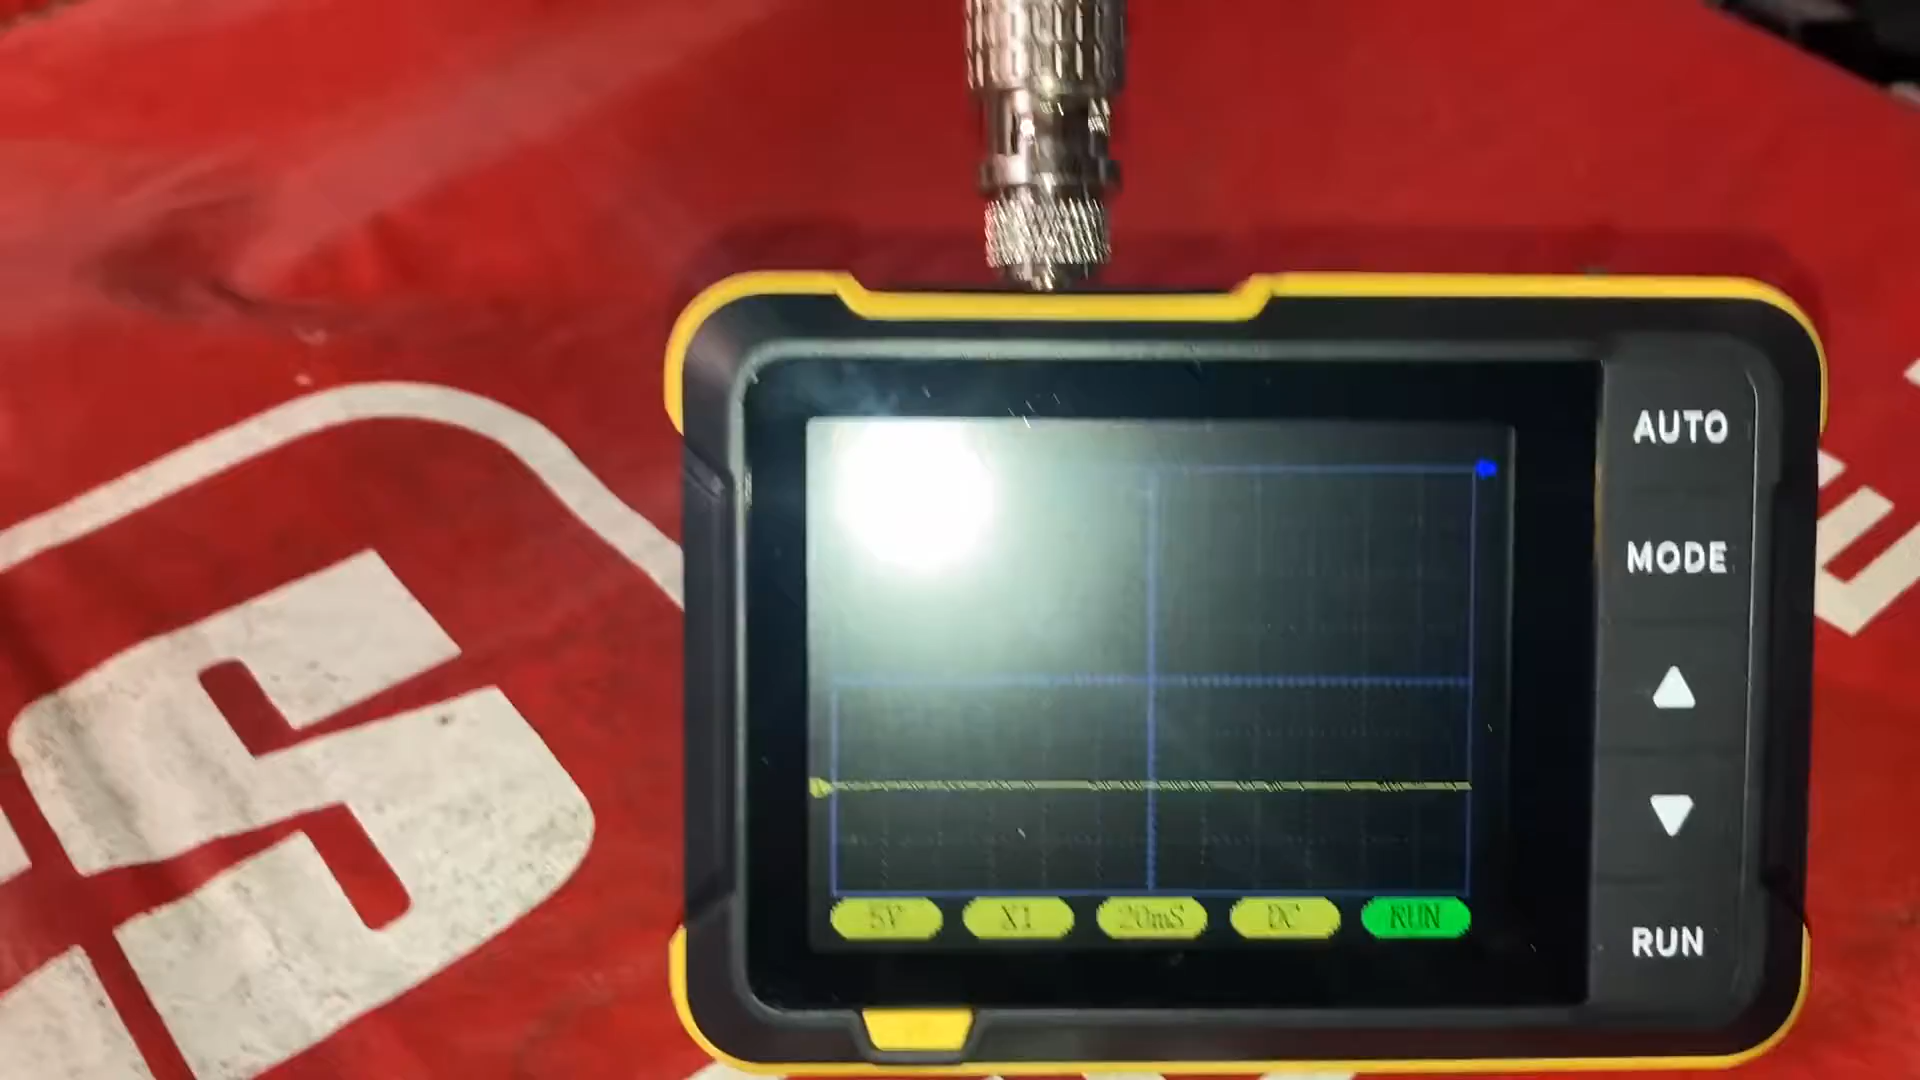 AUTO
MODE
5V X1 20mS DC RUN
RUN
S
E